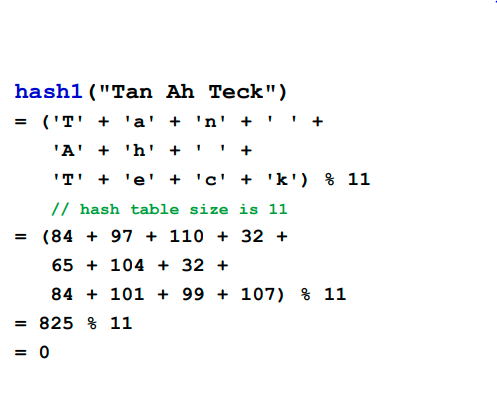 hash1("Tan Ah Teck")
= ('T' + 'a' + 'n' + ' ' +
'A' + 'h' + ' ' +
'T' + 'e' + 'c' + 'k') % 11
// hash table size is 11
= (84 + 97 + 110 + 32 +
65 + 104 + 32 +
84 + 101 + 99 + 107) % 11
= 825 % 11
= 0